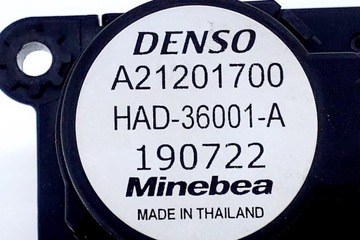 DENSO
A21201700
HAD-36001-A
190722
Minebea
MADE IN THAILAND